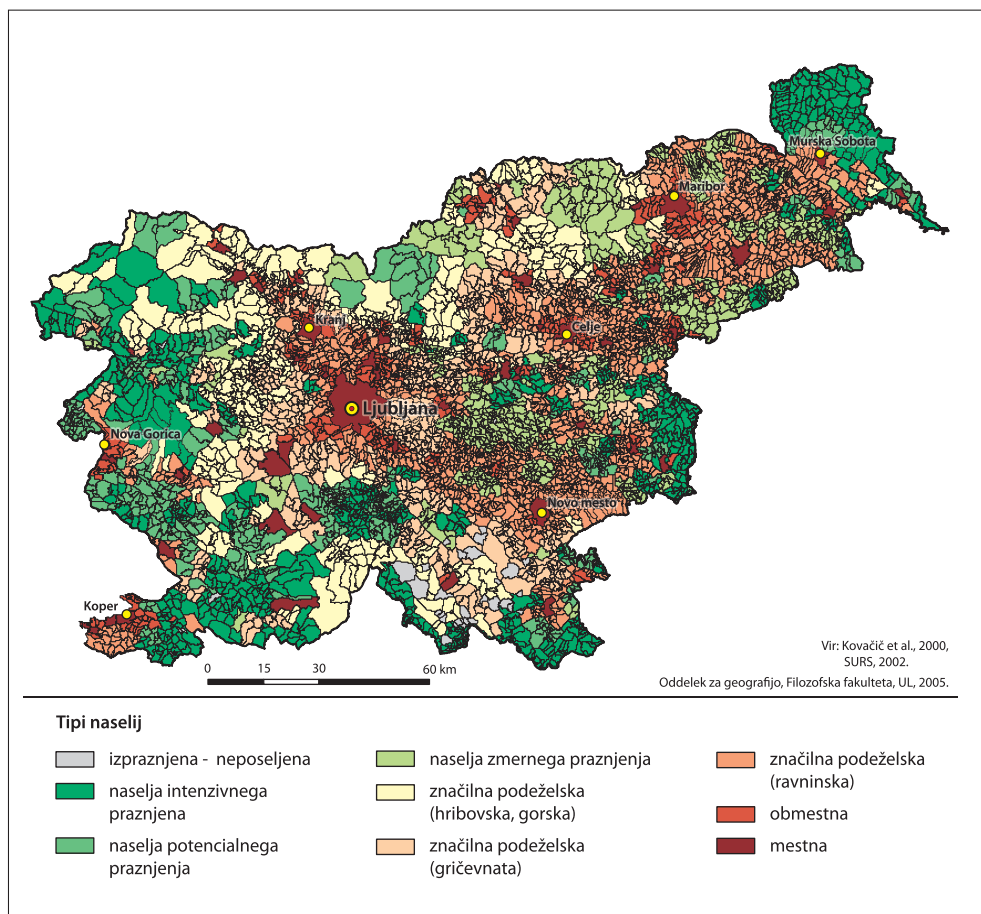 Murska Sobota
Maribor
Kranj
Celje
Ljubljana
Nova Gorica
Novo mesto
Koper
0 15 30 60 km
Vir: Kovačič et al., 2000,
SURS, 2002.
Oddelek za geografijo, Filozofska fakulteta, UL, 2005.
Tipi naselij
izpraznjena - neposeljena
naselja intenzivnega
praznjena
naselja potencialnega
praznjenja
naselja zmernega praznjenja
značilna podeželska
(hribovska, gorska)
značilna podeželska
(gričevnata)
značilna podeželska
(ravninska)
obmestna
mestna